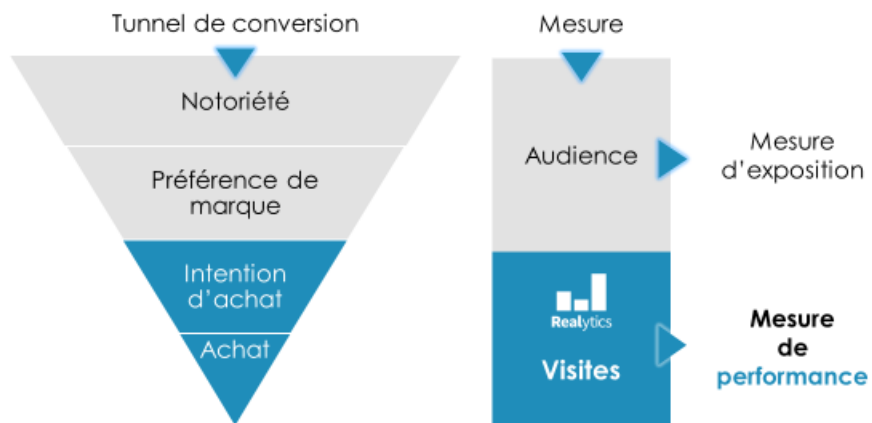 Tunnel de conversion
Notoriété
Préférence de
marque
Intention
d'achat
Achat
Mesure
Audience
Mesure
d'exposition
Realytics
Visites
Mesure
de
performance